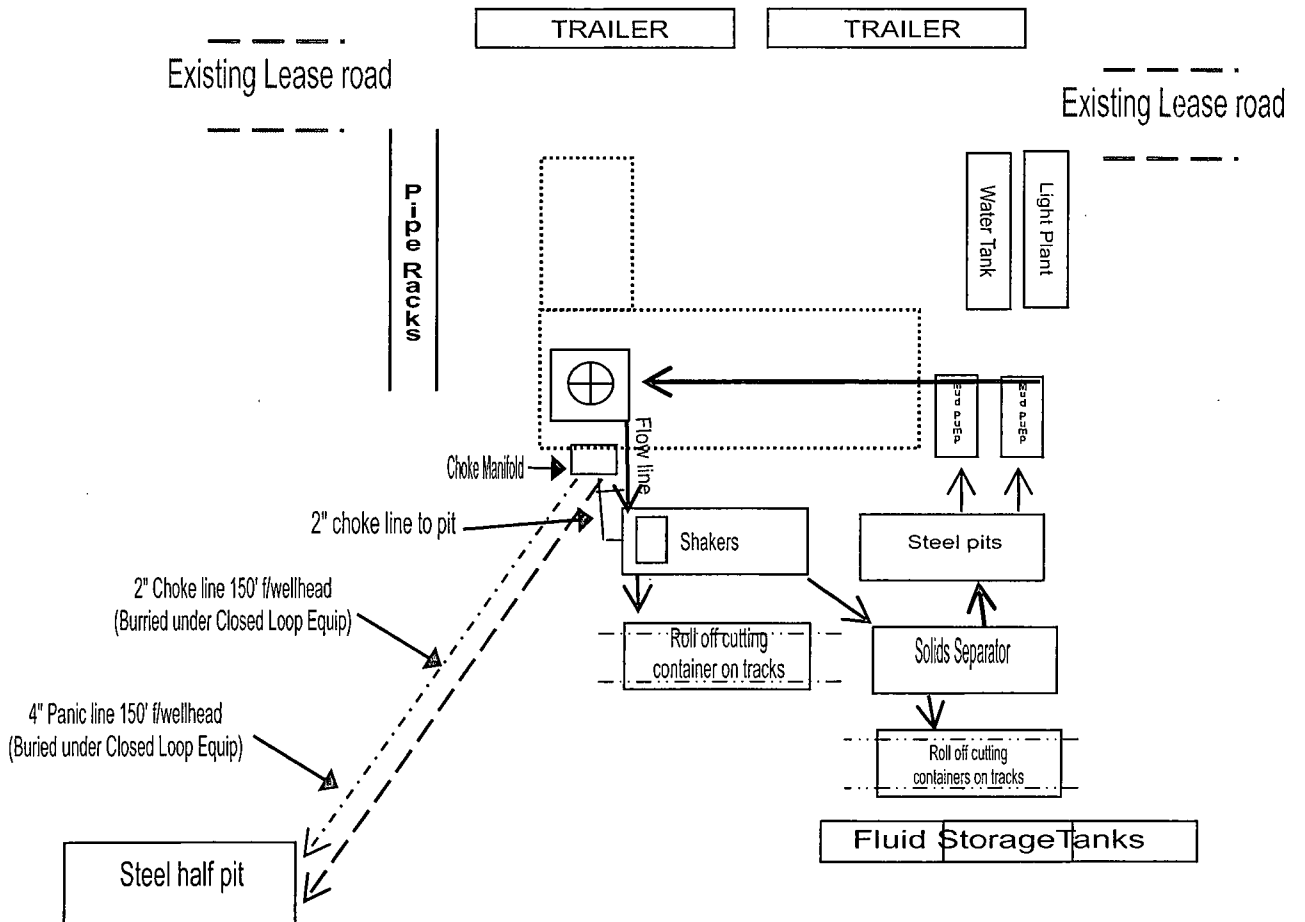 TRAILER
TRAILER
Existing Lease road
Existing Lease road
Pipe Racks
Water Tank
Light Plant
Mud Pump
Mud Pump
Flow line
Choke Manifold
2" choke line to pit
Shakers
Steel pits
2" Choke line 150' f/wellhead
(Burried under Closed Loop Equip)
Roll off cutting
container on tracks
Solids Separator
4" Panic line 150' f/wellhead
(Buried under Closed Loop Equip)
Roll off cutting
containers on tracks
Fluid StorageTanks
Steel half pit